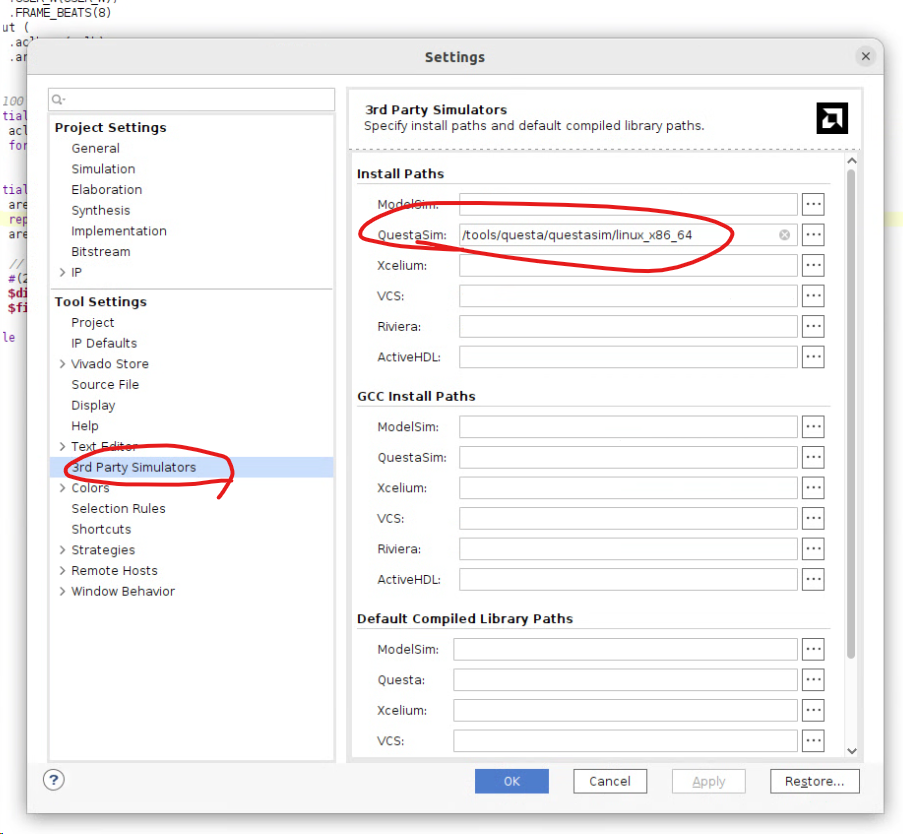 .FRAME_BEATS(8)
Settings
100
tial
acl
for
tial
are
rep
are
//
#(2
$di
$fi
le
Project Settings
General
Simulation
Elaboration
Synthesis
Implementation
Bitstream
IP
Tool Settings
Project
IP Defaults
Vivado Store
Source File
Display
Help
Text Editor
3rd Party Simulators
Colors
Selection Rules
Shortcuts
Strategies
Remote Hosts
Window Behavior
3rd Party Simulators
Specify install paths and default compiled library paths.
Install Paths
ModelSim:
QuestaSim: /tools/questa/questasim/linux_x86_64
Xcelium:
VCS:
Riviera:
ActiveHDL:
GCC Install Paths
ModelSim:
QuestaSim:
Xcelium:
VCS:
Riviera:
ActiveHDL:
Default Compiled Library Paths
ModelSim:
Questa:
Xcelium:
VCS:
?
OK
Cancel
Apply
Restore...